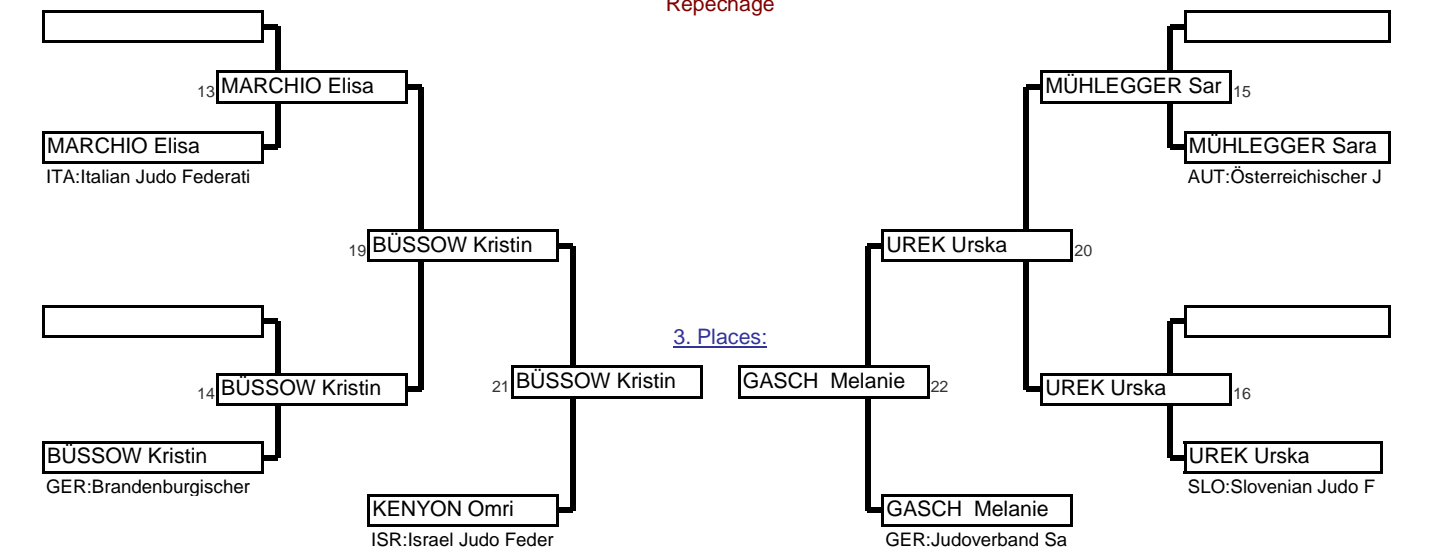 Repechage
13 MARCHIO Elisa
MÜHLEGGER Sar 15
MARCHIO Elisa
ITA:Italian Judo Federati
MÜHLEGGER Sara
AUT:Österreichischer J
19 BÜSSOW Kristin
UREK Urska 20
3. Places:
14 BÜSSOW Kristin
21 BÜSSOW Kristin
GASCH Melanie 22
UREK Urska 16
BÜSSOW Kristin
GER:Brandenburgischer
UREK Urska
SLO:Slovenian Judo F
KENYON Omri
ISR:Israel Judo Feder
GASCH Melanie
GER:Judoverband Sa